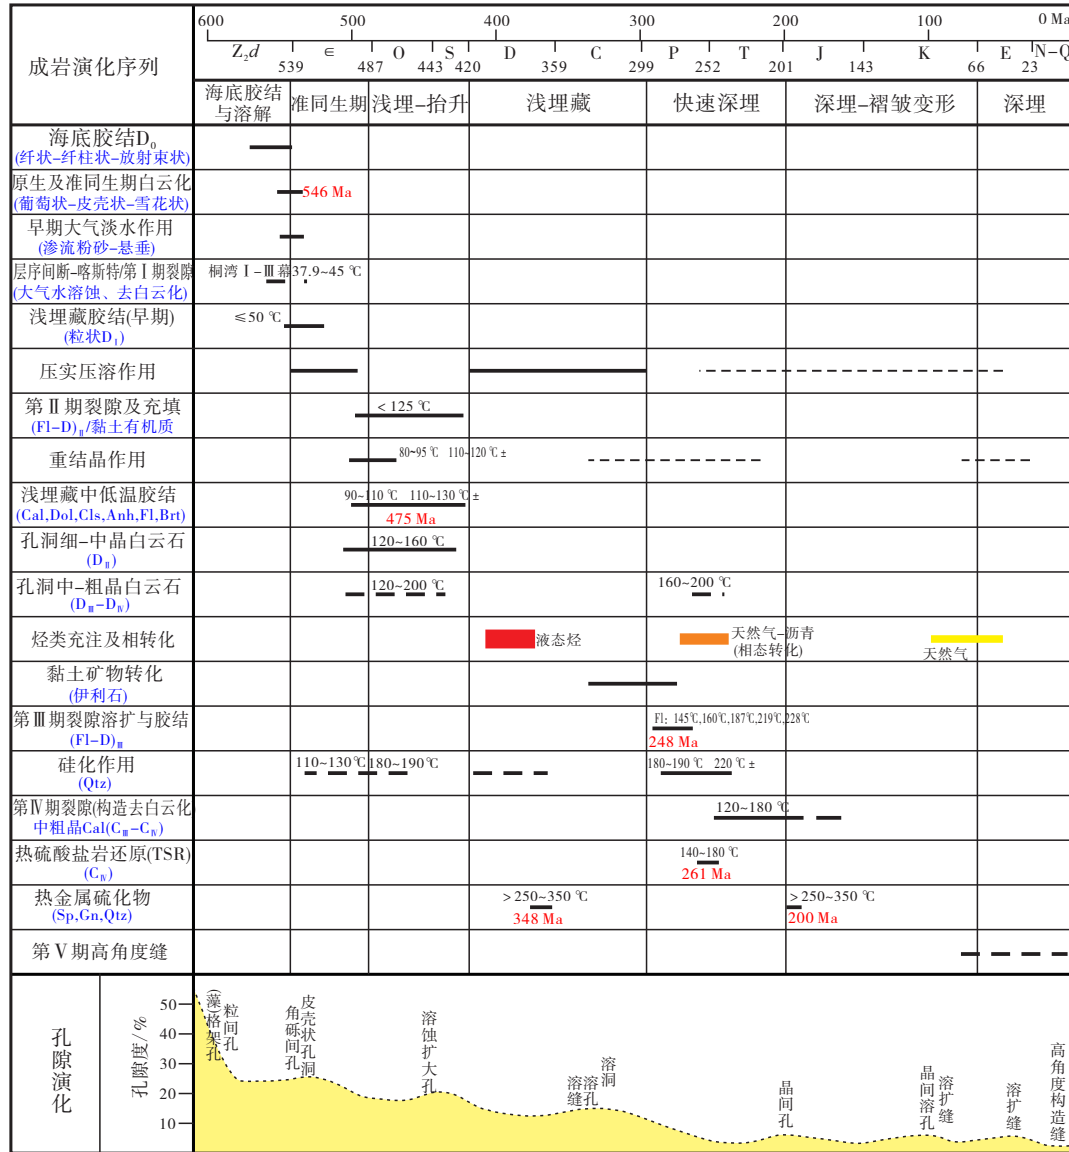 成岩演化序列
600 500 400 300 200 100 0 Ma
Z₂d ∈ O S D C P T J K E N–Q
539 487 443 420 359 299 252 201 143 66 23
海底胶结与溶解 准同生期 浅埋–抬升 浅埋藏 快速深埋 深埋–褶皱变形 深埋
海底胶结D₀
(纤状–纤柱状–放射束状)
原生及准同生期白云化
(葡萄状–皮壳状–雪花状)
546 Ma
早期大气淡水作用
(渗流粉砂–悬垂)
层序间断–喀斯特/第Ⅰ期裂隙
(大气水溶蚀、去白云化)
桐湾Ⅰ–Ⅲ幕37.9~45 ℃
浅埋藏胶结(早期)
(粒状D_Ⅰ)
≤50 ℃
压实压溶作用
第Ⅱ期裂隙及充填
(Fl–D)_Ⅱ/黏土有机质
< 125 ℃
重结晶作用
80~95 ℃ 110~120 ℃ ±
浅埋藏中低温胶结
(Cal,Dol,Cls,Anh,Fl,Brt)
90~110 ℃ 110~130 ℃ ±
475 Ma
孔洞细–中晶白云石
(D_Ⅱ)
120~160 ℃
孔洞中–粗晶白云石
(D_Ⅲ–D_Ⅳ)
120~200 ℃ 160~200 ℃
烃类充注及相转化
液态烃
天然气–沥青
(相态转化)
天然气
黏土矿物转化
(伊利石)
第Ⅲ期裂隙溶扩与胶结
(Fl–D)_Ⅲ
Fl: 145℃,160℃,187℃,219℃,228℃
248 Ma
硅化作用
(Qtz)
110~130℃ 180~190℃ 180~190 ℃ 220 ℃ ±
第Ⅳ期裂隙(构造去白云化
中粗晶Cal(C_Ⅲ–C_Ⅳ)
120~180 ℃
热硫酸盐岩还原(TSR)
(C_Ⅳ)
140~180 ℃
261 Ma
热金属硫化物
(Sp,Gn,Qtz)
> 250~350 ℃ > 250~350 ℃
348 Ma 200 Ma
第Ⅴ期高角度缝
孔隙演化
孔隙度/%
50
40
30
20
10
(藻)格架孔
粒间孔
角砾间孔
皮壳状孔洞
溶蚀扩大孔
溶缝
溶孔
溶洞
晶间孔
晶间溶孔
溶扩缝
溶扩缝
高角度构造缝